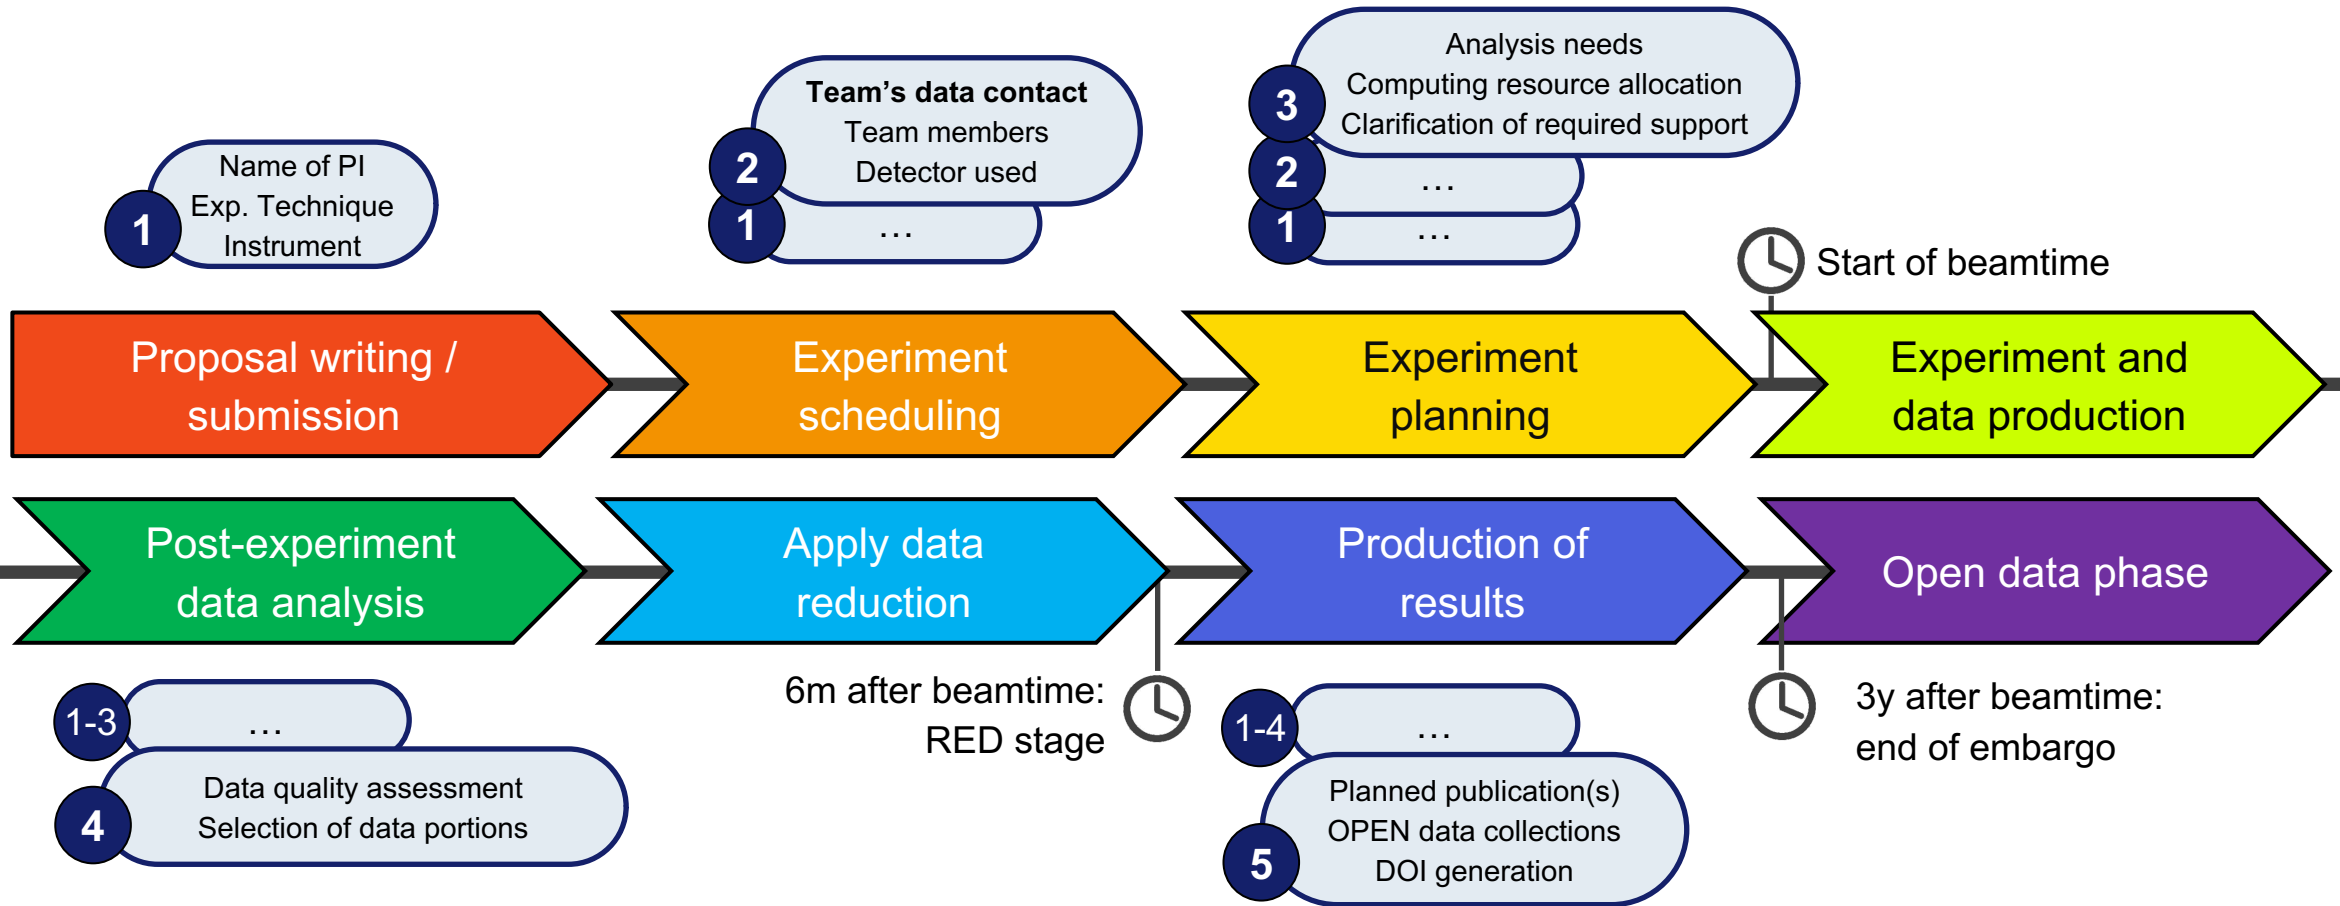 Name of PI
Exp. Technique
Instrument
1
Team's data contact
Team members
Detector used
2
1
…
Analysis needs
Computing resource allocation
Clarification of required support
3
2
…
1
…
Start of beamtime
Proposal writing /
submission
Experiment
scheduling
Experiment
planning
Experiment and
data production
Post-experiment
data analysis
Apply data
reduction
Production of
results
Open data phase
1-3
…
Data quality assessment
Selection of data portions
4
6m after beamtime:
RED stage
1-4
…
Planned publication(s)
OPEN data collections
DOI generation
5
3y after beamtime:
end of embargo